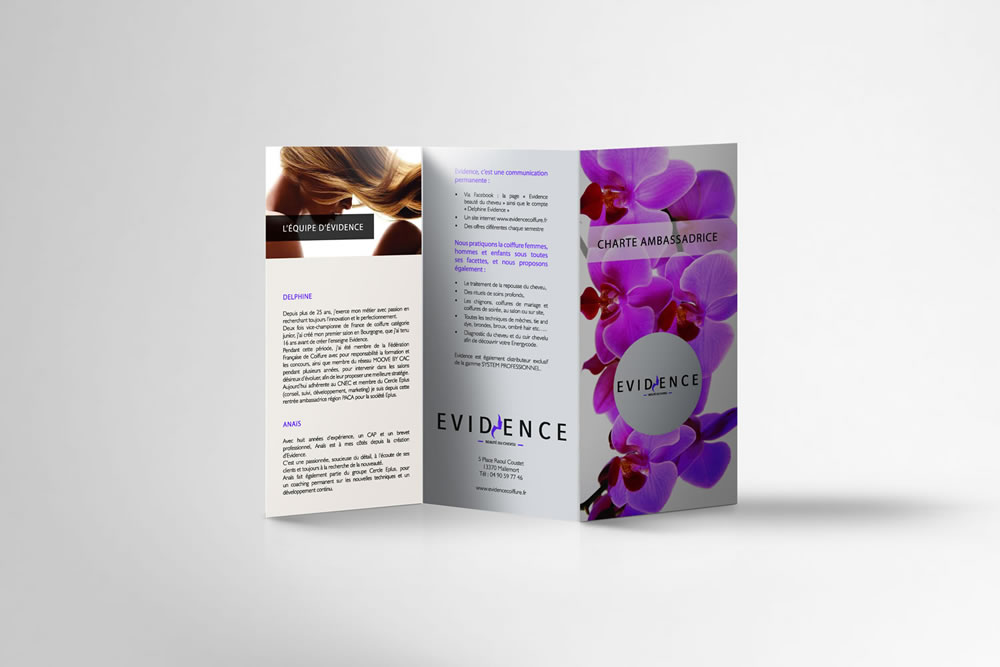 L'ÉQUIPE D'ÉVIDENCE
DELPHINE
Depuis plus de 25 ans, j'exerce mon métier avec passion en
recherchant toujours l'innovation et le perfectionnement.
Deux fois vice-championne de France de coiffure catégorie
junior, j'ai créé mon premier salon en Bourgogne, que j'ai tenu
16 ans avant de créer l'enseigne Evidence.
Pendant cette période, j'ai été membre de la Fédération
Française de Coiffure avec pour responsabilité la formation et
les concours, ainsi que membre du réseau MOOVE BY CAC
pendant plusieurs années, pour intervenir dans les salons
désireux d'évoluer, afin de leur proposer une meilleure stratégie.
Aujourd'hui adhérente au CNEC et membre du Cercle Eplus
(conseil, suivi, développement, marketing) je suis depuis cette
rentrée ambassadrice région PACA pour la société Eplus.
ANAIS
Avec huit années d'expérience, un CAP et un brevet
professionnel. Anais est à mes côtés depuis la création
d'Evidence.
C'est une passionnée, soucieuse du détail, à l'écoute de ses
clients et toujours à la recherche de la nouveauté.
Anais fait également partie du groupe Cercle Eplus, pour
un coaching permanent sur les nouvelles techniques et un
développement continu.
Evidence, c'est une communication
permanente :
• Via Facebook : la page « Evidence
beauté du cheveu » ainsi que le compte
« Delphine Evidence »
• Un site internet www.evidencecoiffure.fr
• Des offres différentes chaque semestre
Nous pratiquons la coiffure femmes,
hommes et enfants sous toutes
ses facettes, et nous proposons
également :
• Le traitement de la repousse du cheveu,
• Des rituels de soins profonds,
• Les chignons, coiffures de mariage et
coiffures de soirée, au salon ou sur site,
• Toutes les techniques de mèches, tie and
dye, brondes, broux, ombré hair etc.....
• Diagnostic du cheveu et du cuir chevelu
afin de découvrir votre Energycode.
Evidence est également distributeur exclusif
de la gamme SYSTEM PROFESSIONNEL.
EVIDENCE
BEAUTÉ DU CHEVEU
5 Place Raoul Coustet
13370 Mallemort
Tél : 04 90 59 77 46
www.evidencecoiffure.fr
CHARTE AMBASSADRICE
EVIDENCE
BEAUTÉ DU CHEVEU